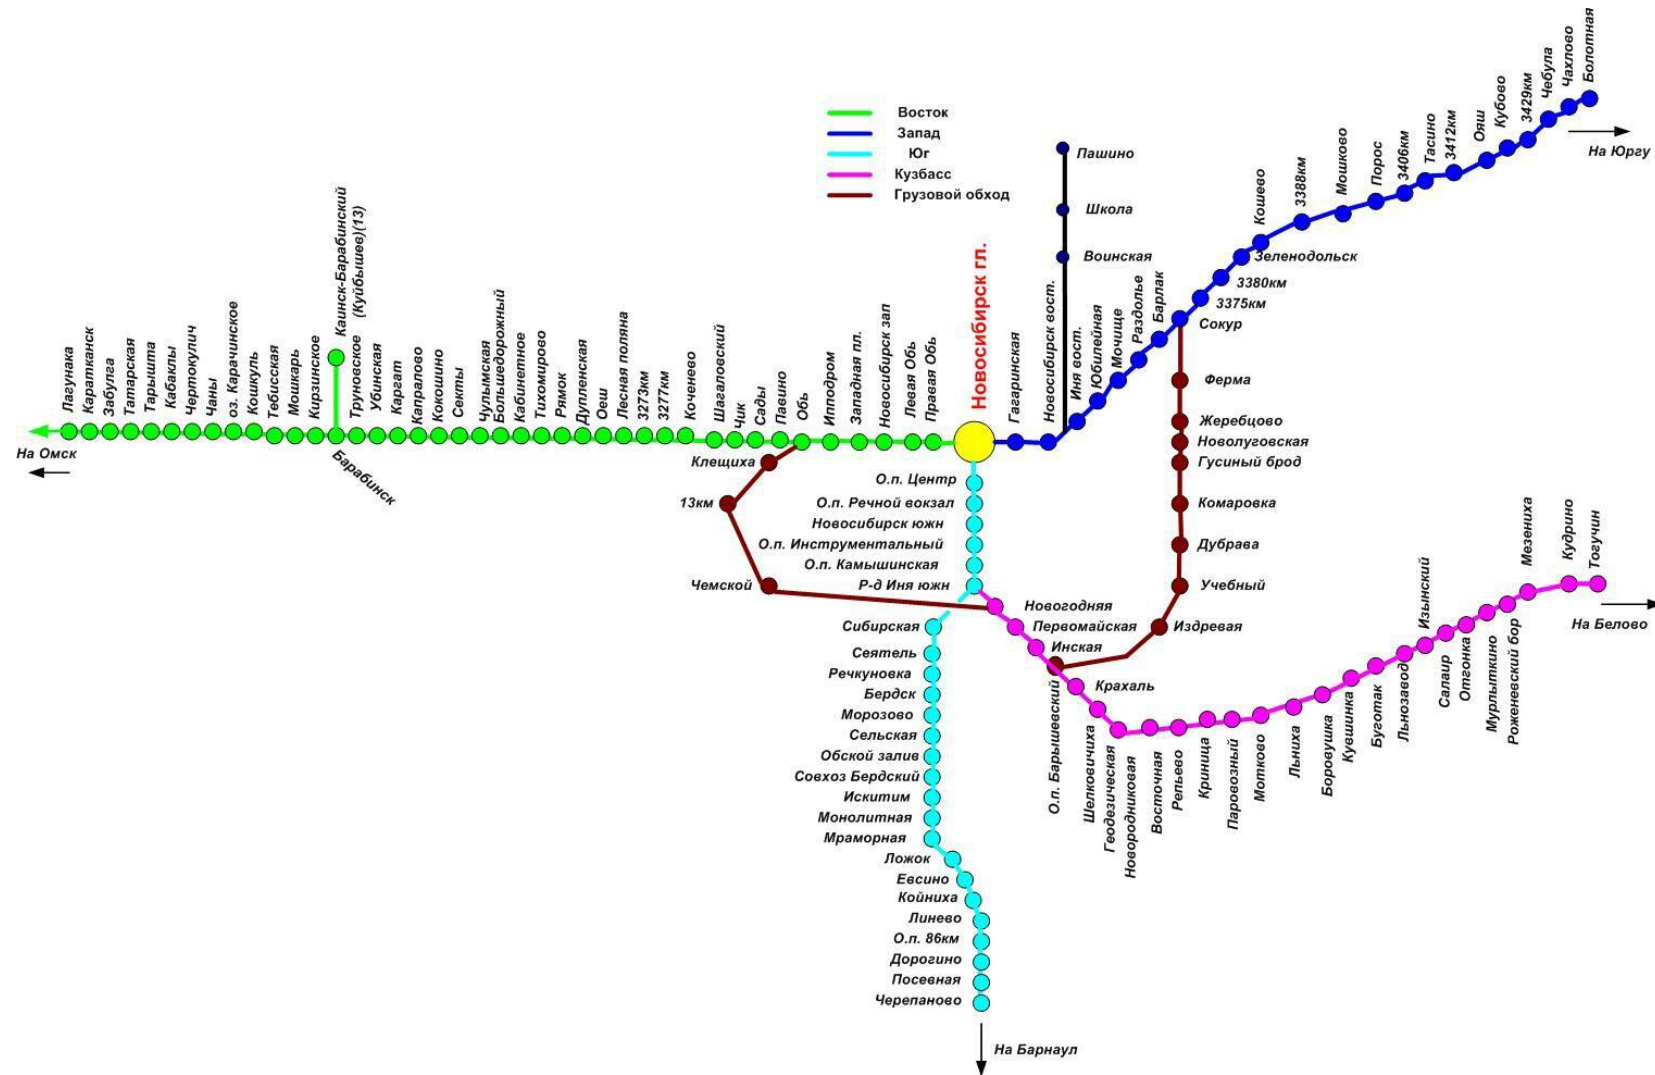 Восток
Запад
Юг
Кузбасс
Грузовой обход
Новосибирск гл.
Лагунака
Каратканск
Забулга
Татарская
Тарышта
Кабаклы
Чертокулич
Чаны
оз. Карачинское
Кошкуль
Тебисская
Мошкарь
Кирзинское
Каинск-Барабинский
(Куйбышев)(13)
Барабинск
Труновское
Убинская
Каргат
Капралово
Кокошино
Секты
Чулымская
Большедорожный
Кабинетное
Тихомирово
Рямок
Дупленская
Оеш
Лесная поляна
3273км
3277км
Коченево
Шагаловский
Чик
Сады
Павино
Обь
Ипподром
Западная пл.
Новосибирск зап
Левая Обь
Правая Обь
На Омск
Гагаринская
Новосибирск вост.
Пашино
Школа
Воинская
Иня вост.
Юбилейная
Мочище
Раздолье
Барлак
Сокур
3375км
3380км
Зеленодольск
Кошево
3388км
Мошково
Порос
3406км
Тасино
3412км
Ояш
Кубово
3429км
Чебула
Чахлово
Болотная
На Юргу
Клещиха
13км
Чемской
О.п. Центр
О.п. Речной вокзал
Новосибирск южн
О.п. Инструментальный
О.п. Камышинская
Р-д Иня южн
Сибирская
Сеятель
Речкуновка
Бердск
Морозово
Сельская
Обской залив
Совхоз Бердский
Искитим
Монолитная
Мраморная
Ложок
Евсино
Койниха
Линево
О.п. 86км
Дорогино
Посевная
Черепаново
На Барнаул
Ферма
Жеребцово
Новолуговская
Гусиный брод
Комаровка
Дубрава
Учебный
Издревая
Новогодняя
Первомайская
Инская
О.п. Барышевский
Крахаль
Шелковичиха
Геодезическая
Новородниковая
Восточная
Репьево
Криница
Паровозный
Мотково
Льниха
Боровушка
Кувшинка
Буготак
Льнозавод
Изынский
Салаир
Отгонка
Мурлыткино
Роженевский бор
Мезениха
Кудрино
Тогучин
На Белово